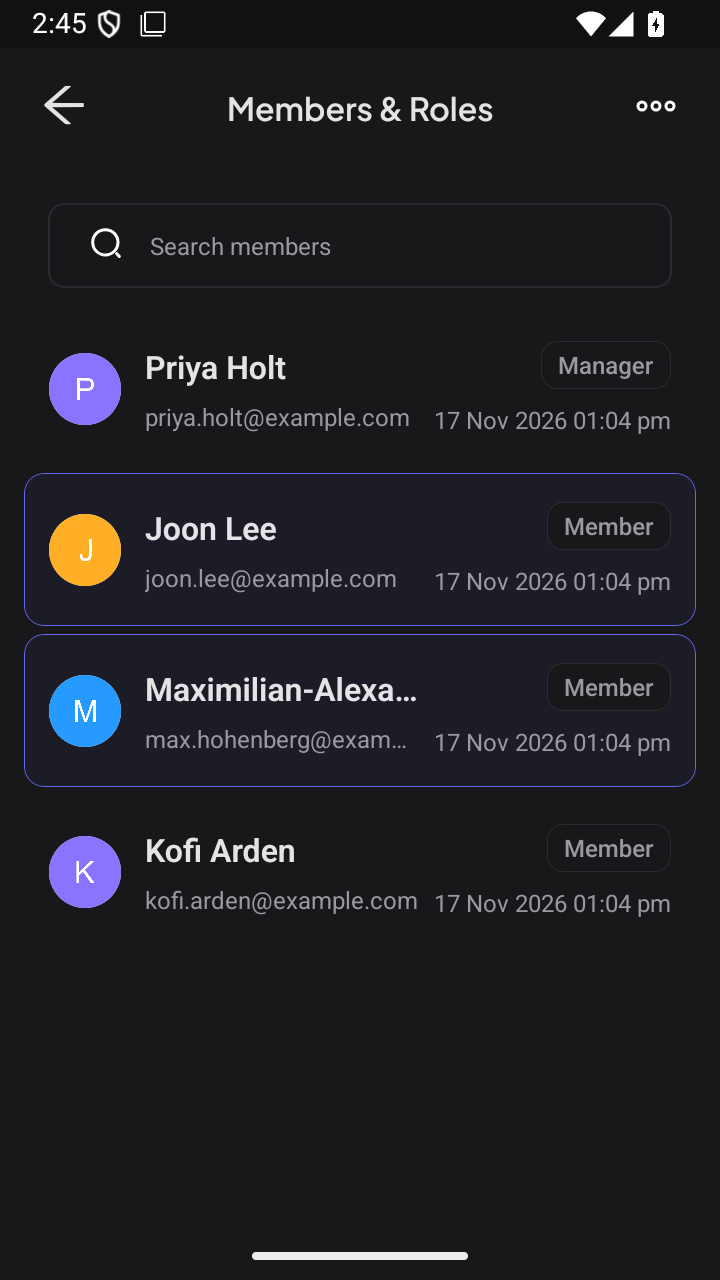 2:45
Members & Roles
Search members
P
Priya Holt
Manager
priya.holt@example.com
17 Nov 2026 01:04 pm
J
Joon Lee
Member
joon.lee@example.com
17 Nov 2026 01:04 pm
M
Maximilian-Alexa...
Member
max.hohenberg@exam...
17 Nov 2026 01:04 pm
K
Kofi Arden
Member
kofi.arden@example.com
17 Nov 2026 01:04 pm